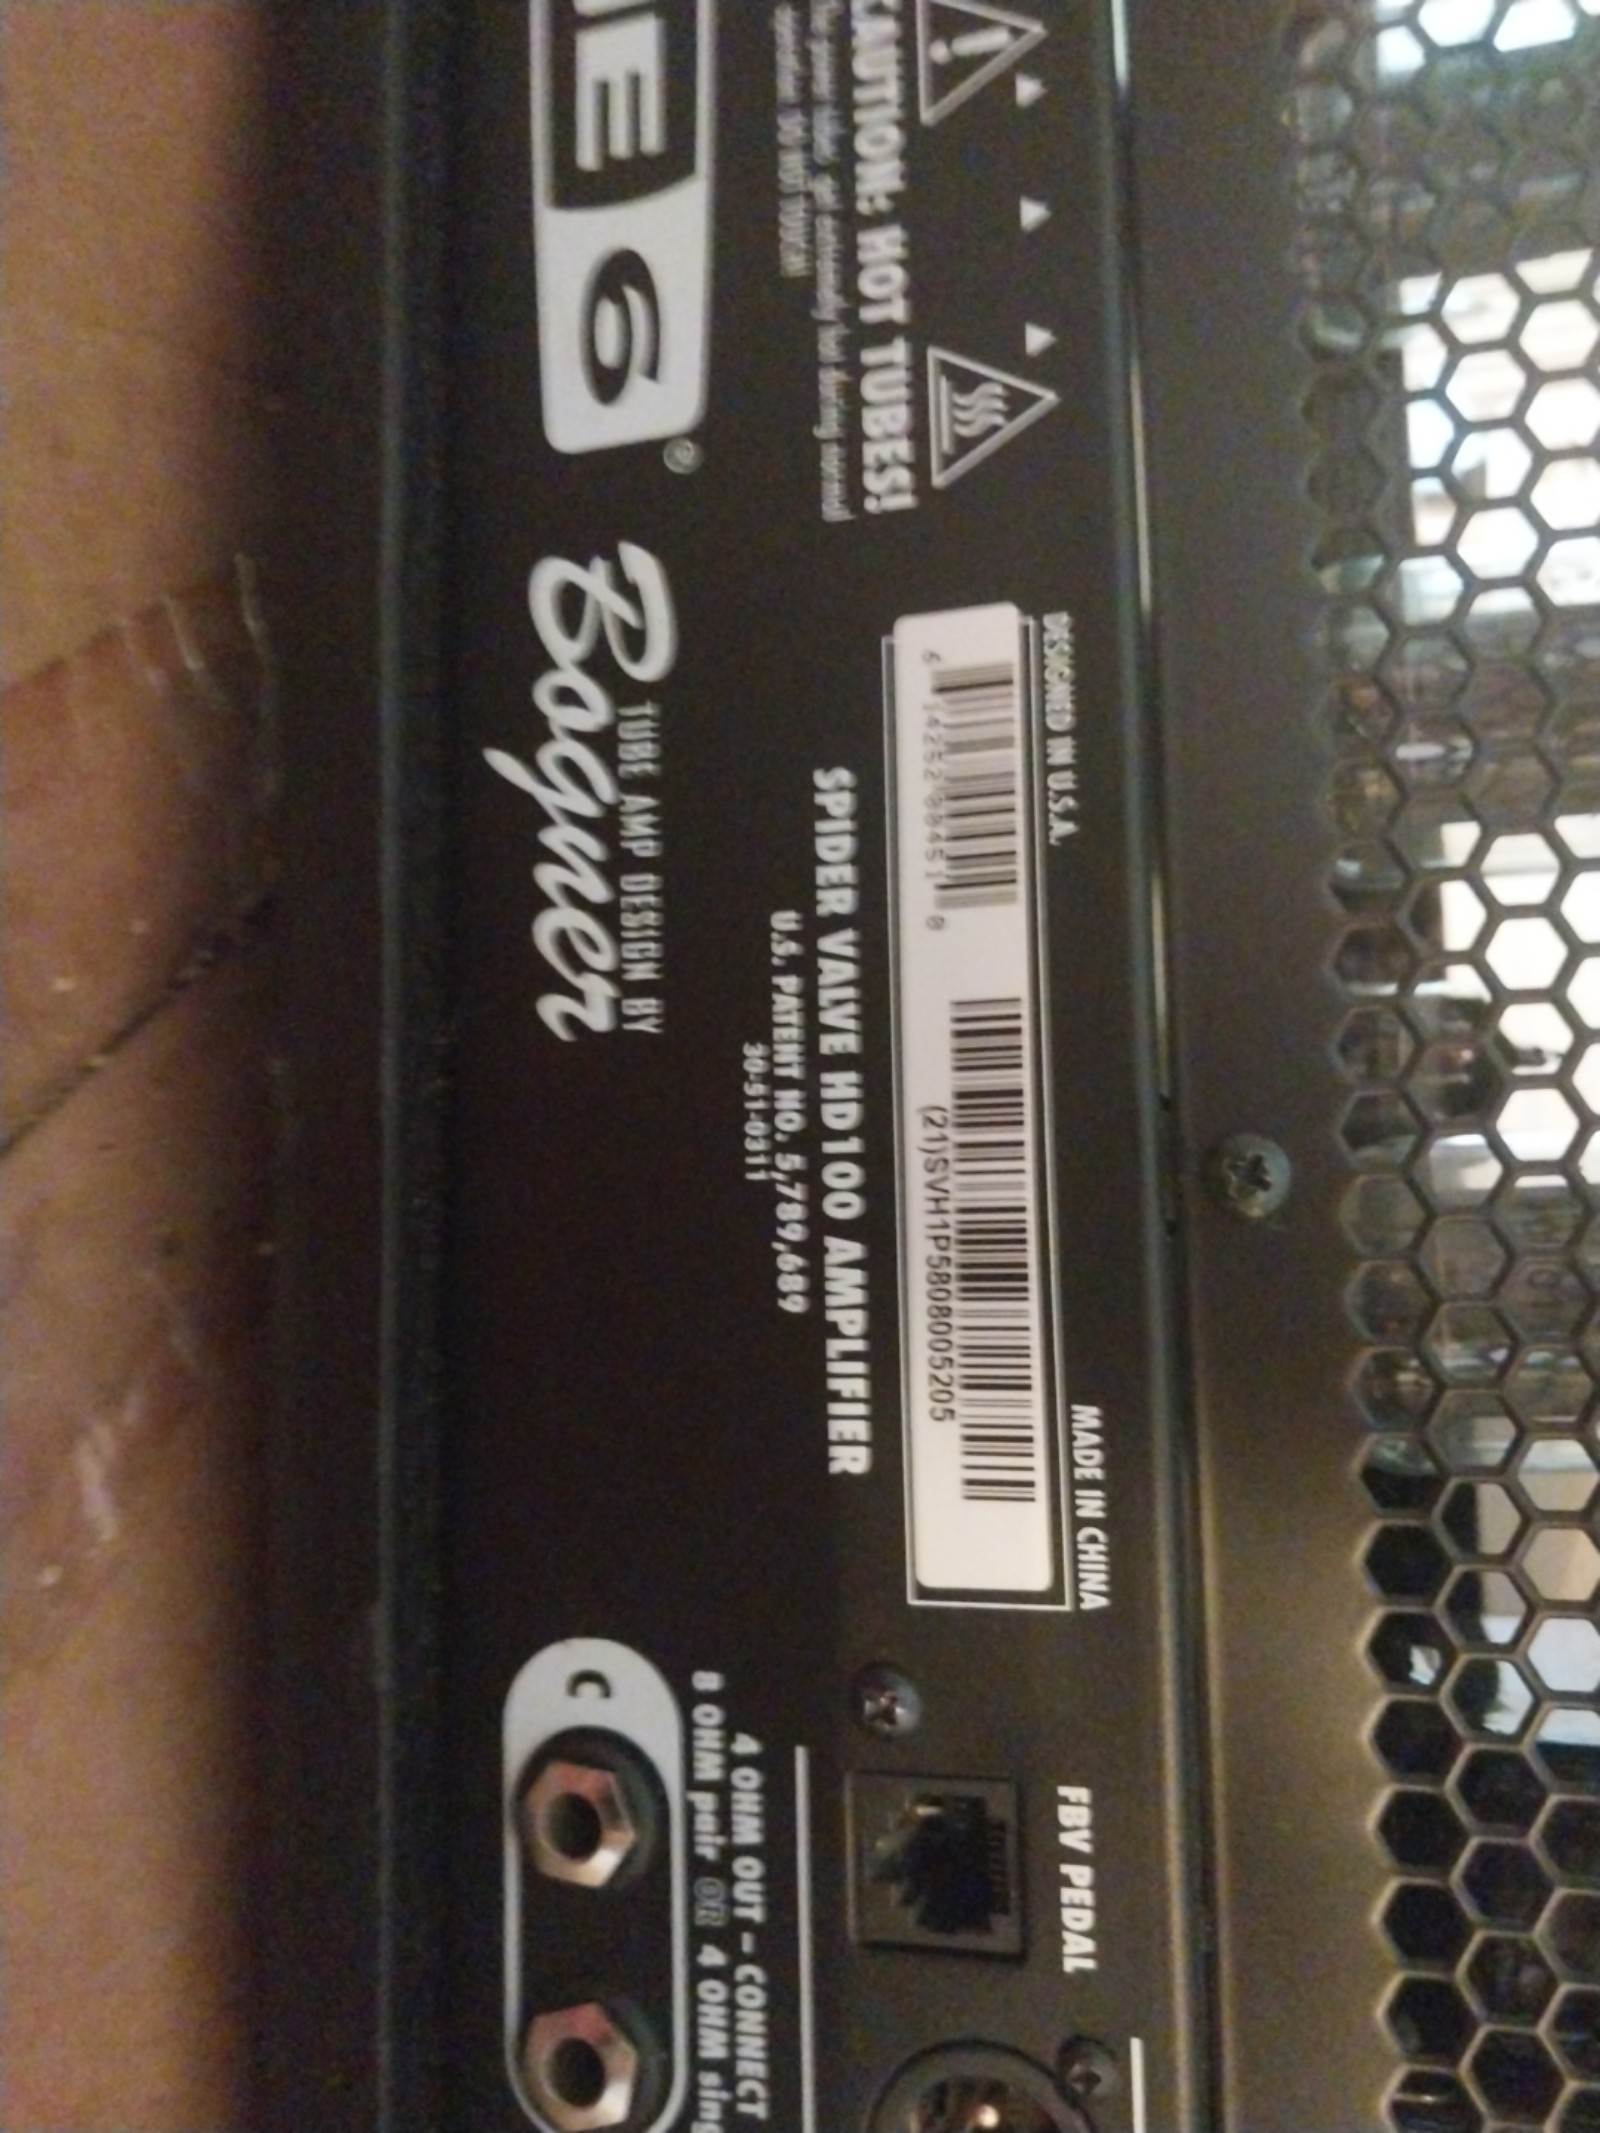 CAUTION: HOT TUBES!
NE 6®
TUBE AMP DESIGN BY
Bogner
DESIGNED IN U.S.A.
MADE IN CHINA
(21)SVH1P5808005205
SPIDER VALVE HD100 AMPLIFIER
U.S. PATENT NO. 5,789,689
30-51-0311
FBV PEDAL
4 OHM OUT - CONNECT
8 OHM pair OR 4 OHM
C